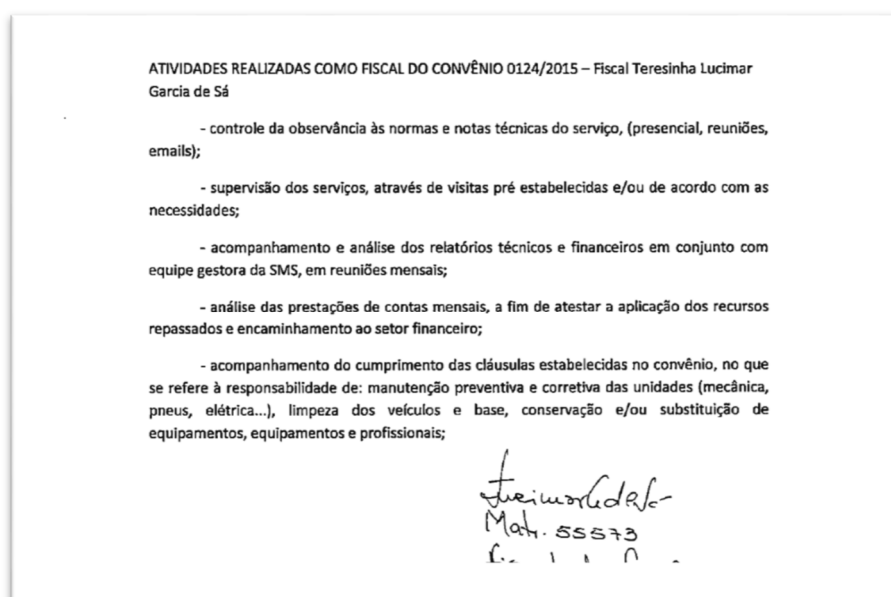 ATIVIDADES REALIZADAS COMO FISCAL DO CONVÊNIO 0124/2015 – Fiscal Teresinha Lucimar
Garcia de Sá
- controle da observância às normas e notas técnicas do serviço, (presencial, reuniões,
emails);
- supervisão dos serviços, através de visitas pré estabelecidas e/ou de acordo com as
necessidades;
- acompanhamento e análise dos relatórios técnicos e financeiros em conjunto com
equipe gestora da SMS, em reuniões mensais;
- análise das prestações de contas mensais, a fim de atestar a aplicação dos recursos
repassados e encaminhamento ao setor financeiro;
- acompanhamento do cumprimento das cláusulas estabelecidas no convênio, no que
se refere à responsabilidade de: manutenção preventiva e corretiva das unidades (mecânica,
pneus, elétrica...), limpeza dos veículos e base, conservação e/ou substituição de
equipamentos, equipamentos e profissionais;
Matr. 55573